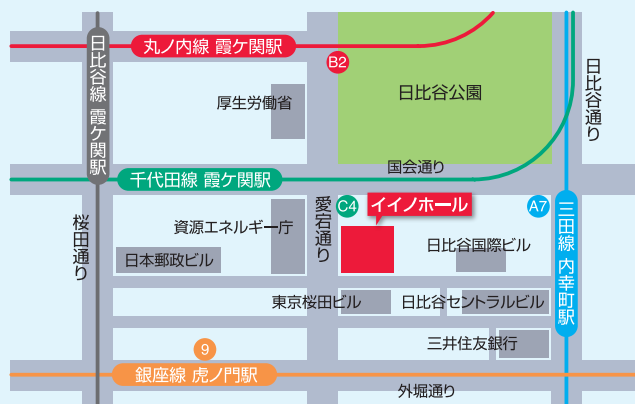 丸ノ内線 霞ケ関駅
日比谷線 霞ケ関駅
B2
厚生労働省
日比谷公園
日比谷通り
国会通り
千代田線 霞ケ関駅
C4
イイノホール
A7
愛宕通り
桜田通り
資源エネルギー庁
日本郵政ビル
日比谷国際ビル
三田線 内幸町駅
東京桜田ビル
日比谷セントラルビル
三井住友銀行
9
銀座線 虎ノ門駅
外堀通り